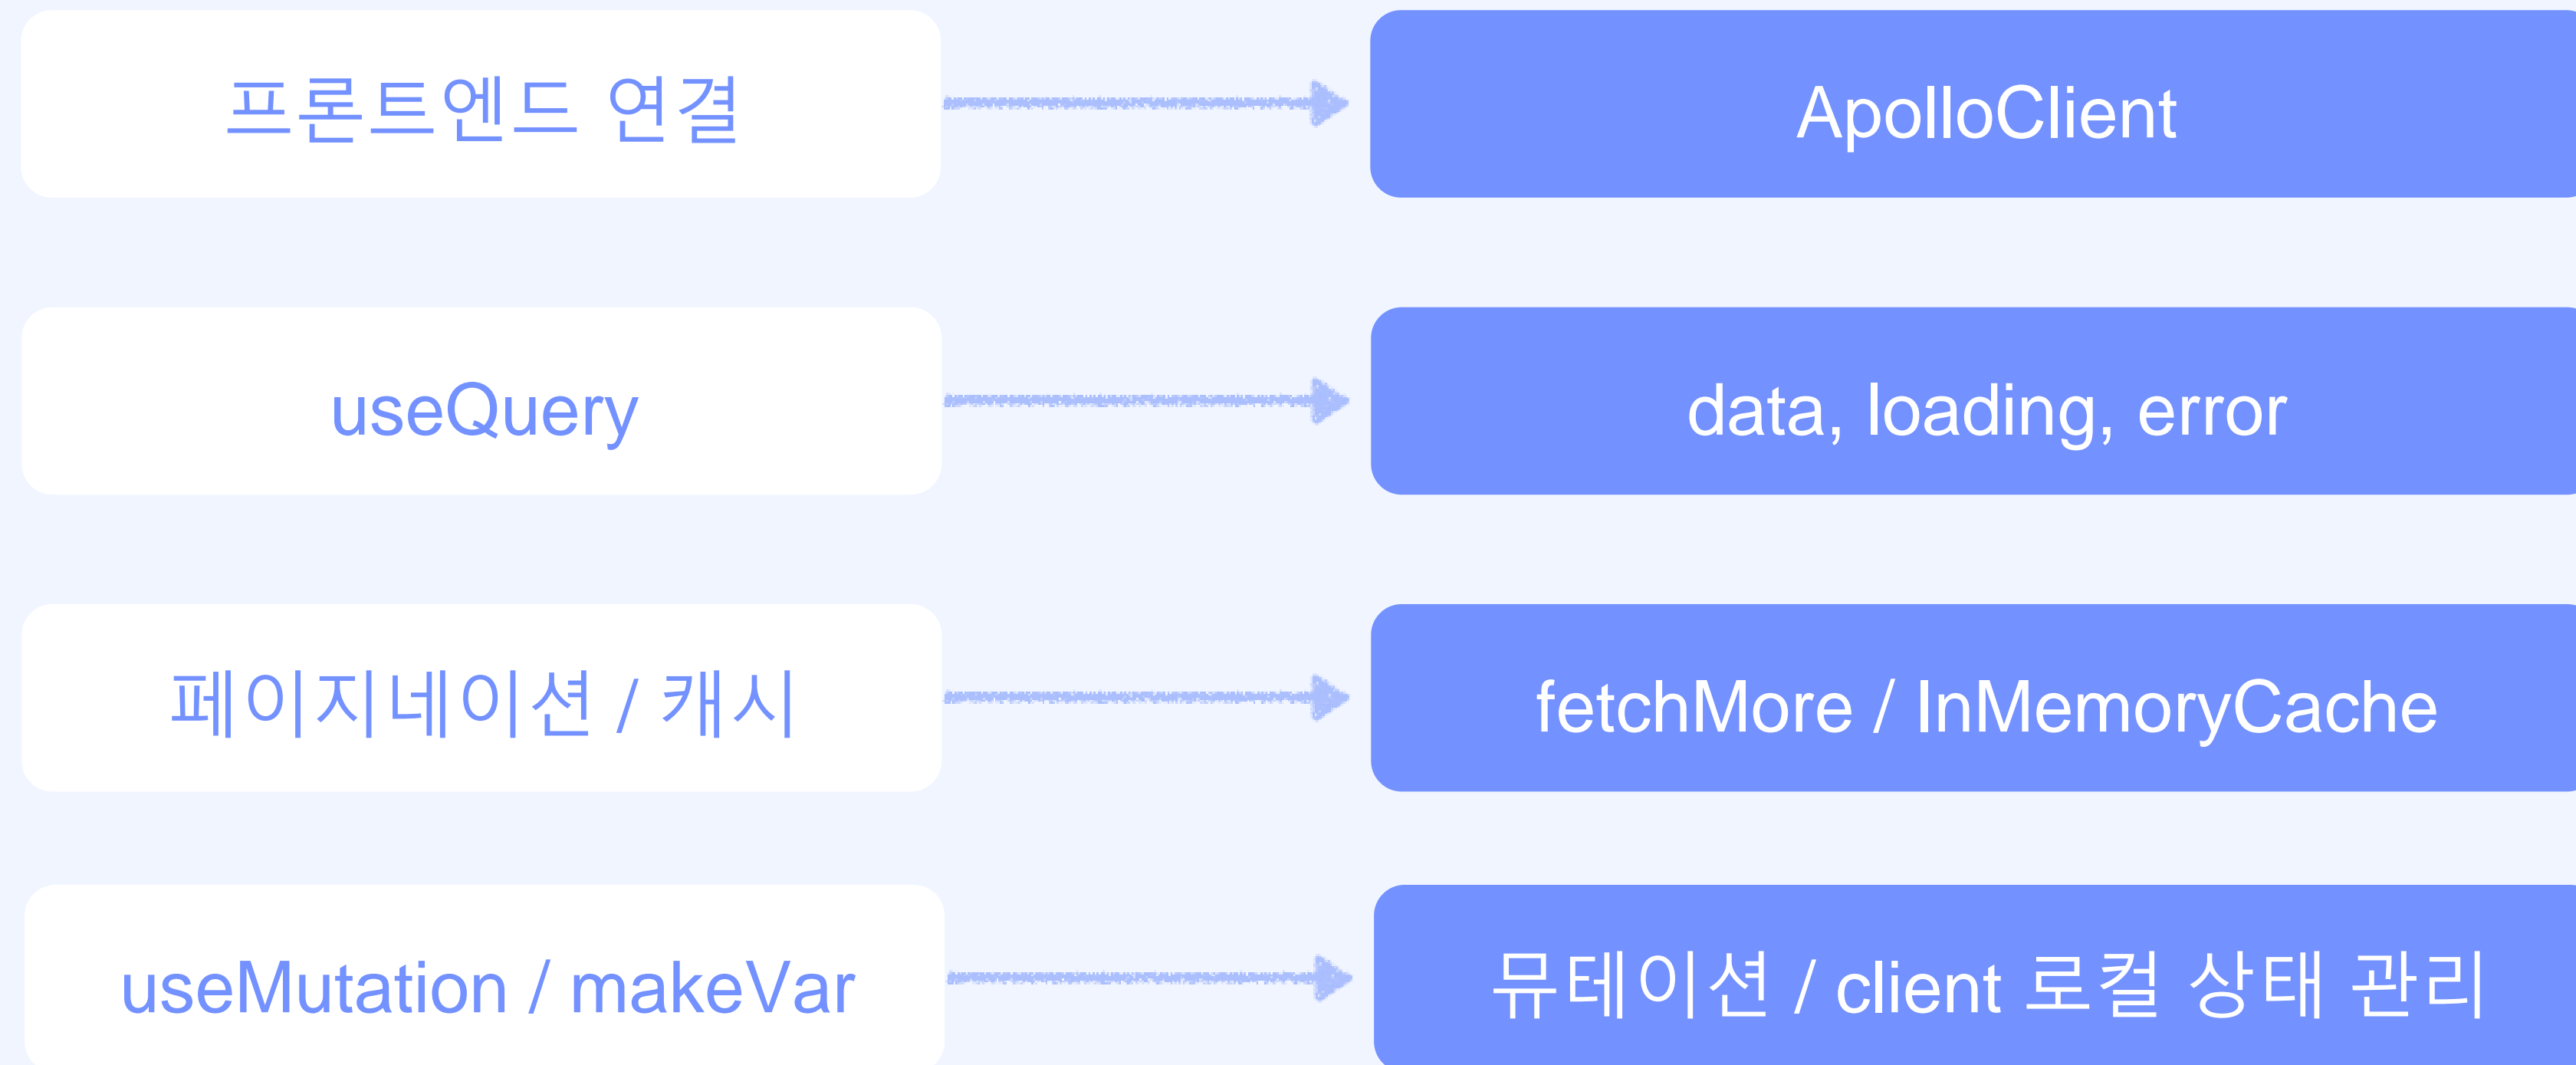 프론트엔드 연결
ApolloClient
useQuery
data, loading, error
페이지네이션 / 캐시
fetchMore / InMemoryCache
useMutation / makeVar
뮤테이션 / client 로컬 상태 관리